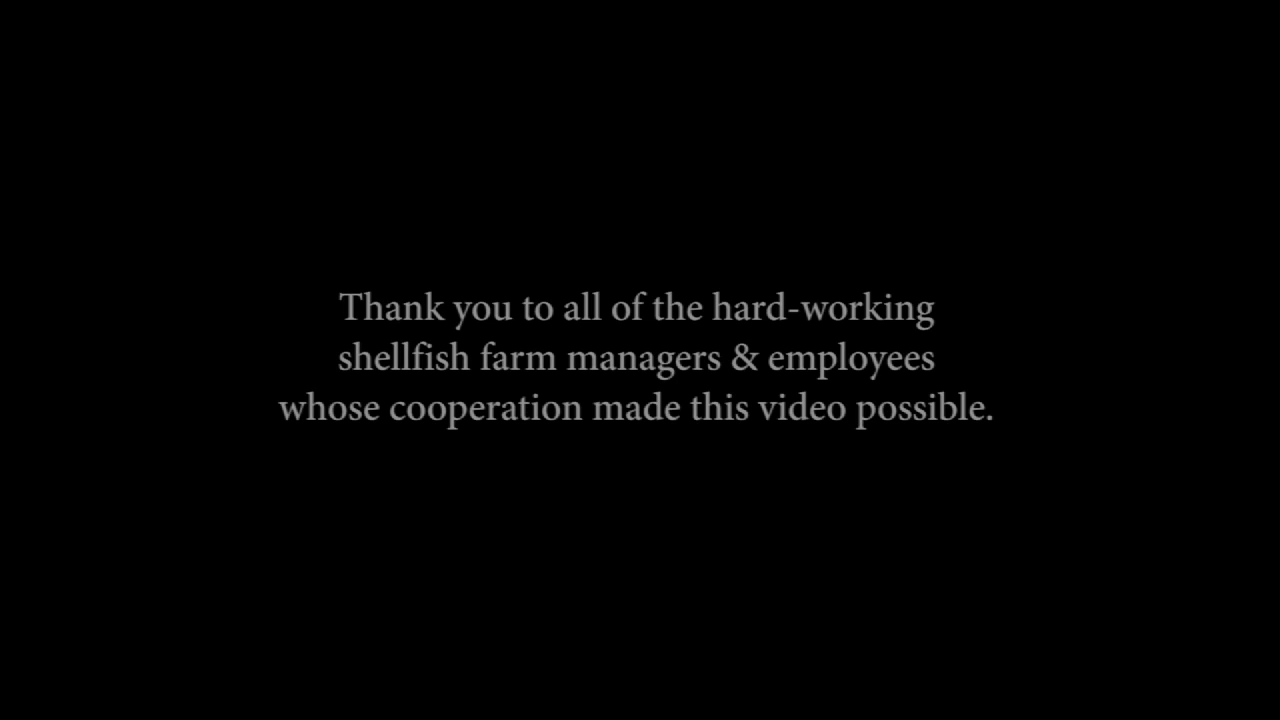 Thank you to all of the hard-working
shellfish farm managers & employees
whose cooperation made this video possible.